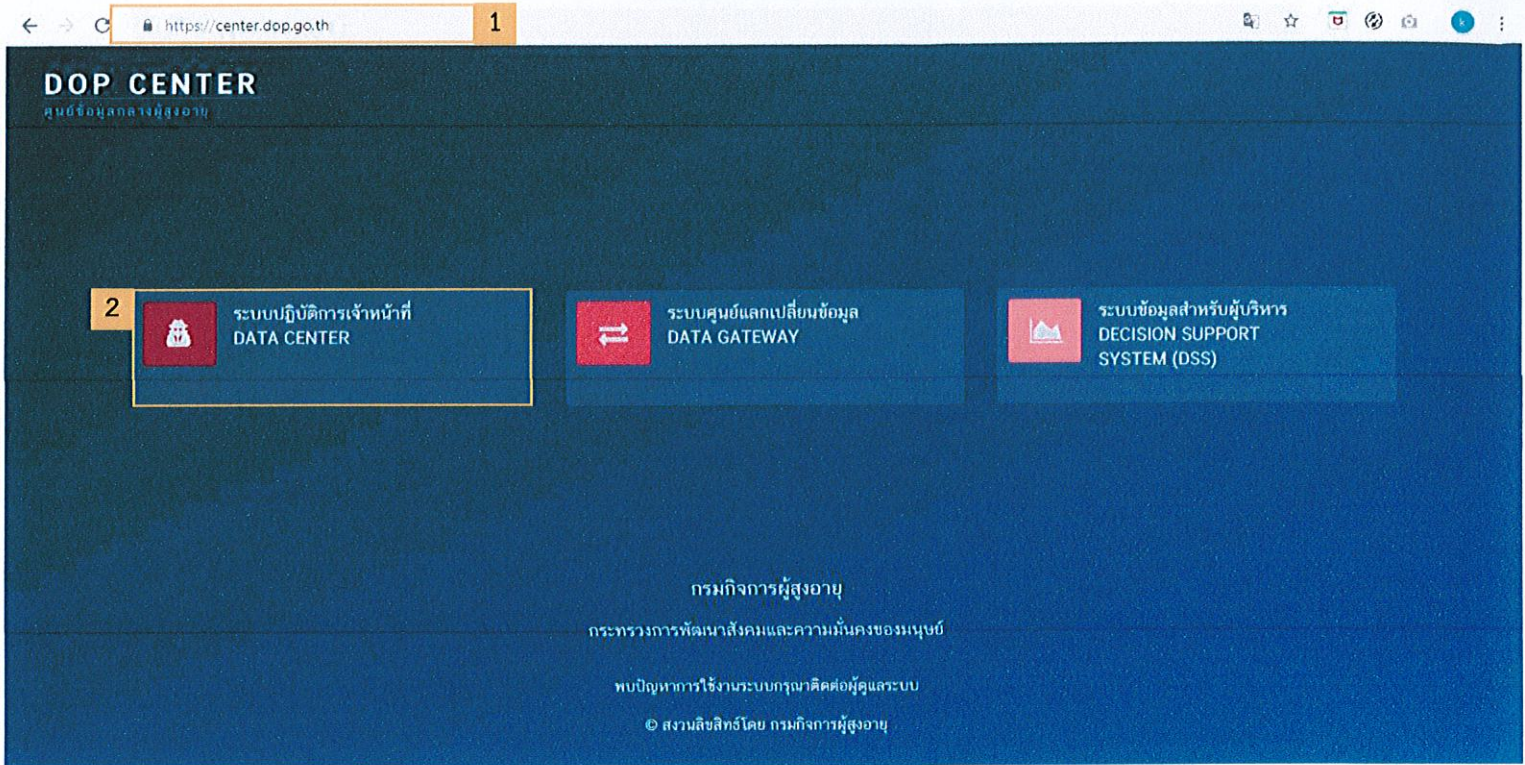 https://center.dop.go.th
1
DOP CENTER
ศูนย์ข้อมูลกลางผู้สูงอายุ
2
ระบบปฏิบัติการเจ้าหน้าที่
DATA CENTER
ระบบศูนย์แลกเปลี่ยนข้อมูล
DATA GATEWAY
ระบบข้อมูลสำหรับผู้บริหาร
DECISION SUPPORT
SYSTEM (DSS)
กรมกิจการผู้สูงอายุ
กระทรวงการพัฒนาสังคมและความมั่นคงของมนุษย์
พบปัญหาการใช้งานระบบกรุณาติดต่อผู้ดูแลระบบ
© สงวนลิขสิทธ์โดย กรมกิจการผู้สูงอายุ